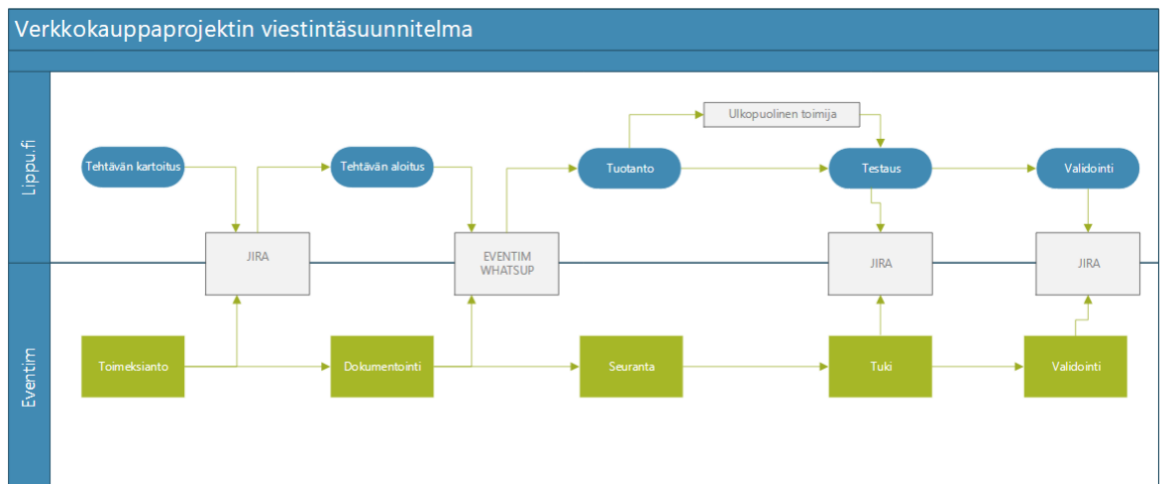 Verkkokauppaprojektin viestintäsuunnitelma
Lippu.fi
Ulkopuolinen toimija
Tehtävän kartoitus
Tehtävän aloitus
Tuotanto
Testaus
Validointi
JIRA
EVENTIM
WHATSUP
JIRA
JIRA
Eventim
Toimeksianto
Dokumentointi
Seuranta
Tuki
Validointi